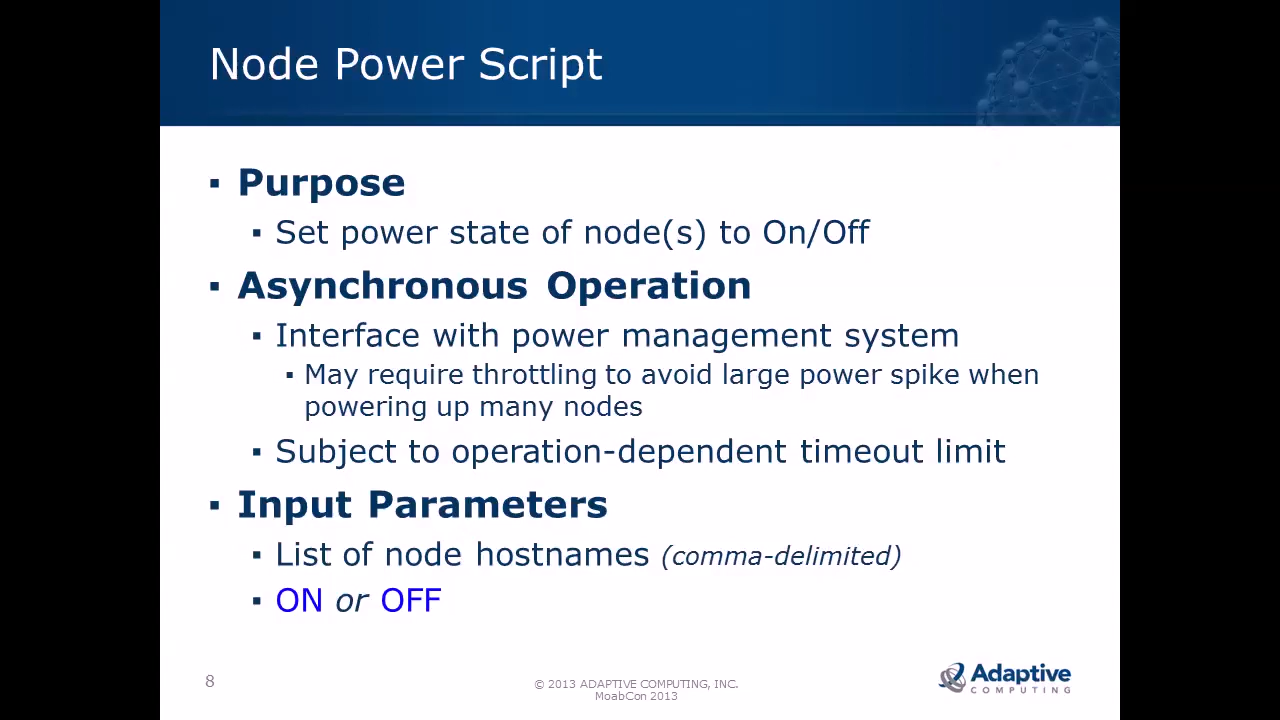 Node Power Script
▪ Purpose
▪ Set power state of node(s) to On/Off
▪ Asynchronous Operation
▪ Interface with power management system
▪ May require throttling to avoid large power spike when
powering up many nodes
▪ Subject to operation-dependent timeout limit
▪ Input Parameters
▪ List of node hostnames (comma-delimited)
▪ ON or OFF
8
© 2013 ADAPTIVE COMPUTING, INC.
MoabCon 2013
Adaptive
COMPUTING